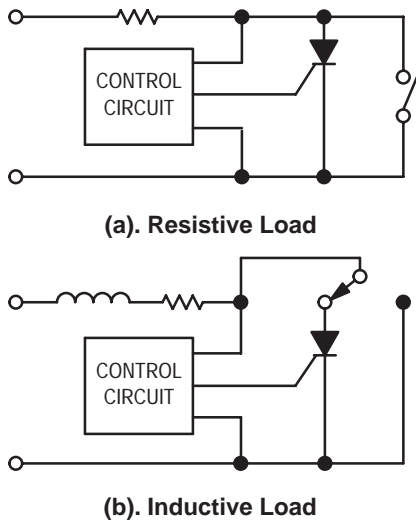 CONTROL
CIRCUIT
(a). Resistive Load
CONTROL
CIRCUIT
(b). Inductive Load